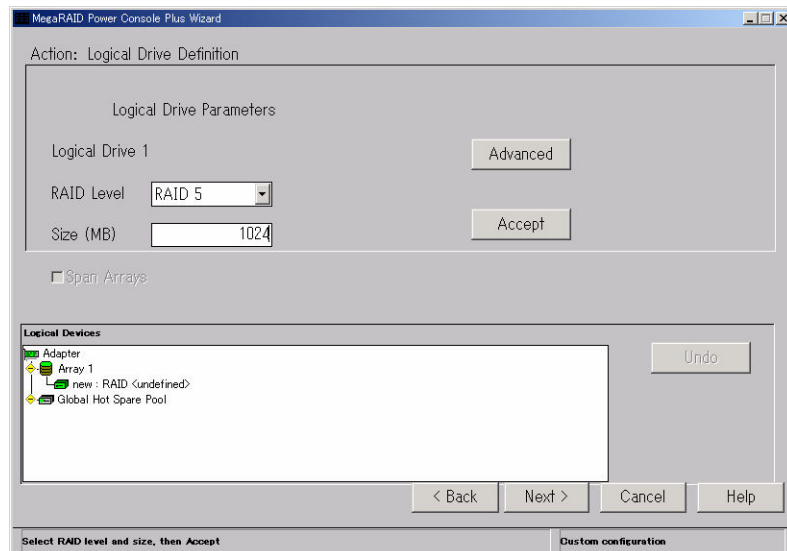 MegaRAID Power Console Plus Wizard
Action: Logical Drive Definition
Logical Drive Parameters
Logical Drive 1
Advanced
RAID Level RAID 5
Size (MB) 1024
Accept
Span Arrays
Logical Devices
Adapter
Array 1
new : RAID <undefined>
Global Hot Spare Pool
Undo
< Back Next > Cancel Help
Select RAID level and size, then Accept Custom configuration